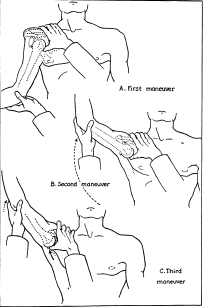 A. First maneuver
B. Second maneuver
C. Third
maneuver